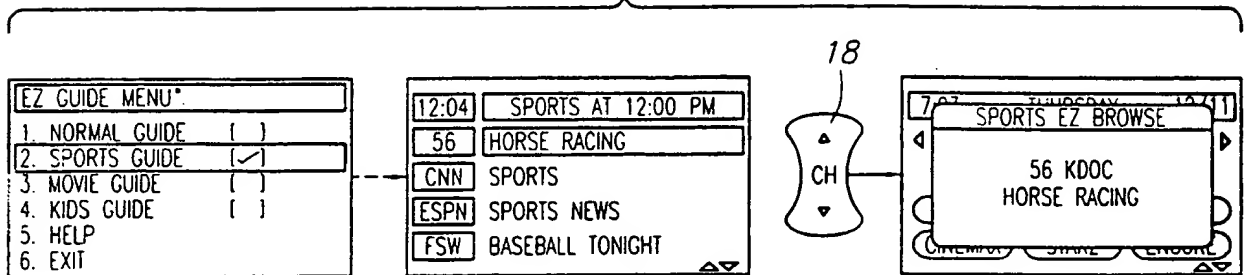 18
EZ GUIDE MENU
1. NORMAL GUIDE [ ]
2. SPORTS GUIDE [✓]
3. MOVIE GUIDE [ ]
4. KIDS GUIDE [ ]
5. HELP
6. EXIT
12:04 SPORTS AT 12:00 PM
56 HORSE RACING
CNN SPORTS
ESPN SPORTS NEWS
FSW BASEBALL TONIGHT
CH
SPORTS EZ BROWSE
56 KDOC
HORSE RACING